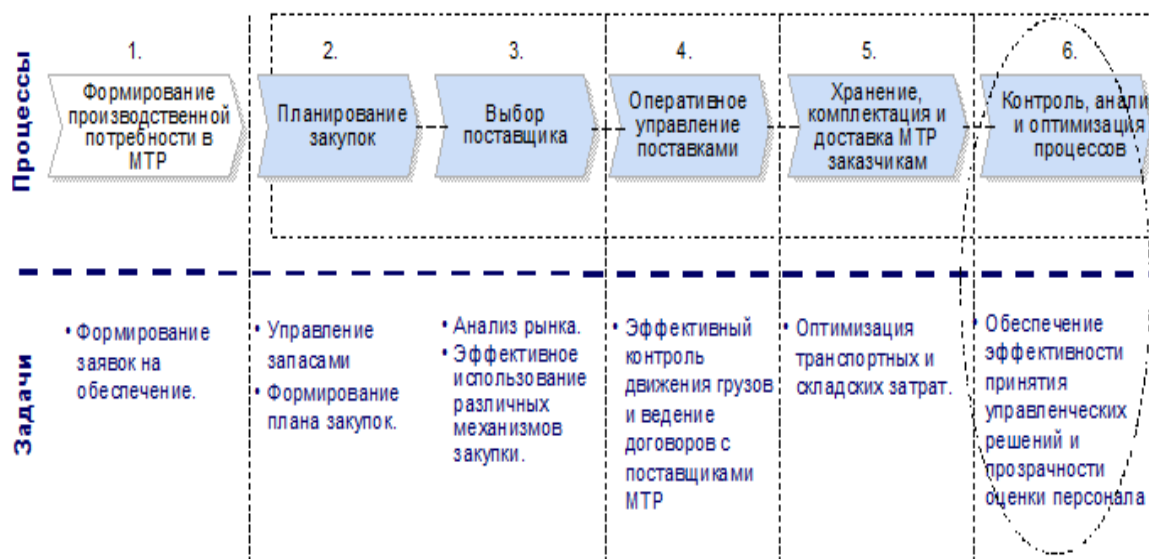 Процессы
1.
Формирование
производственной
потребности в
МТР
2.
Планирование
закупок
3.
Выбор
поставщика
4.
Оперативное
управление
поставками
5.
Хранение,
комплектация и
доставка МТР
заказчикам
6.
Контроль, анали
и оптимизация
процессов
Задачи
• Формирование
заявок на
обеспечение.
• Управление
запасами
• Формирование
плана закупок.
• Анализ рынка.
• Эффективное
использование
различных
механизмов
закупки.
• Эффективный
контроль
движения грузов
и ведение
договоров с
поставщиками
МТР
• Оптимизация
транспортных и
складских затрат.
• Обеспечение
эффективности
принятия
управленческих
решений и
прозрачности
оценки персонала